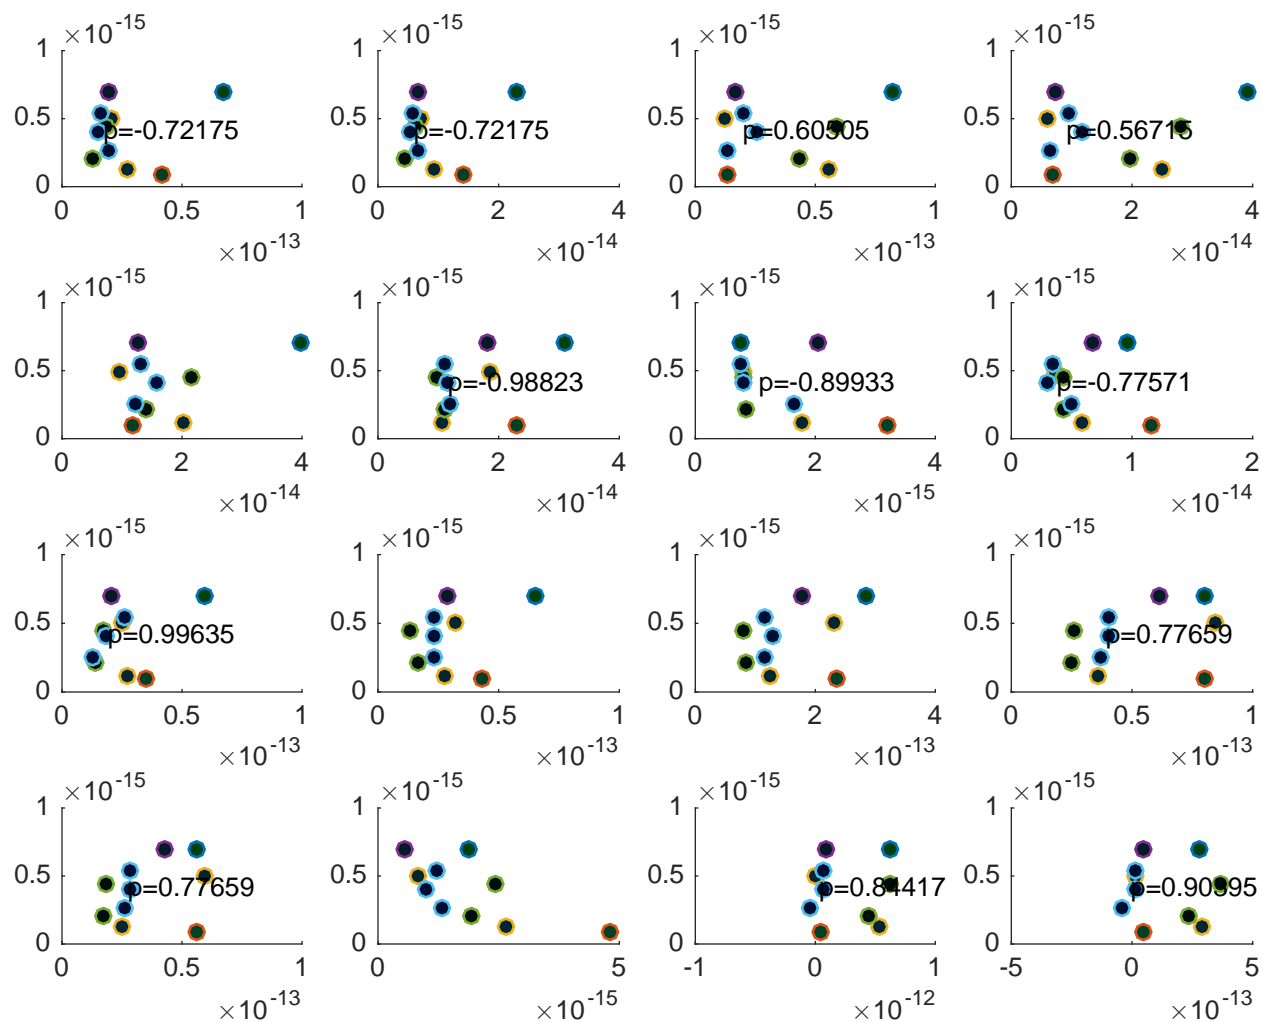 ×10-15 ×10-15 ×10-15 ×10-15
1 1 1 1
0.5 p=-0.72175 0.5 p=-0.72175 0.5 p=0.60505 0.5 p=0.56715
0 0 0 0
0 0.5 1 0 2 4 0 0.5 1 0 2 4
×10-13 ×10-14 ×10-13 ×10-14
×10-15 ×10-15 ×10-15 ×10-15
1 1 1 1
0.5 0.5 p=-0.98823 0.5 p=-0.89933 0.5 p=-0.77571
0 0 0 0
0 2 4 0 2 4 0 2 4 0 1 2
×10-14 ×10-14 ×10-15 ×10-14
×10-15 ×10-15 ×10-15 ×10-15
1 1 1 1
0.5 p=0.99635 0.5 0.5 0.5 p=0.77659
0 0 0 0
0 0.5 1 0 0.5 1 0 2 4 0 0.5 1
×10-13 ×10-13 ×10-13 ×10-13
×10-15 ×10-15 ×10-15 ×10-15
1 1 1 1
0.5 p=0.77659 0.5 0.5 p=0.84417 0.5 p=0.90395
0 0 0 0
0 0.5 1 0 5 -1 0 1 -5 0 5
×10-13 ×10-15 ×10-12 ×10-13